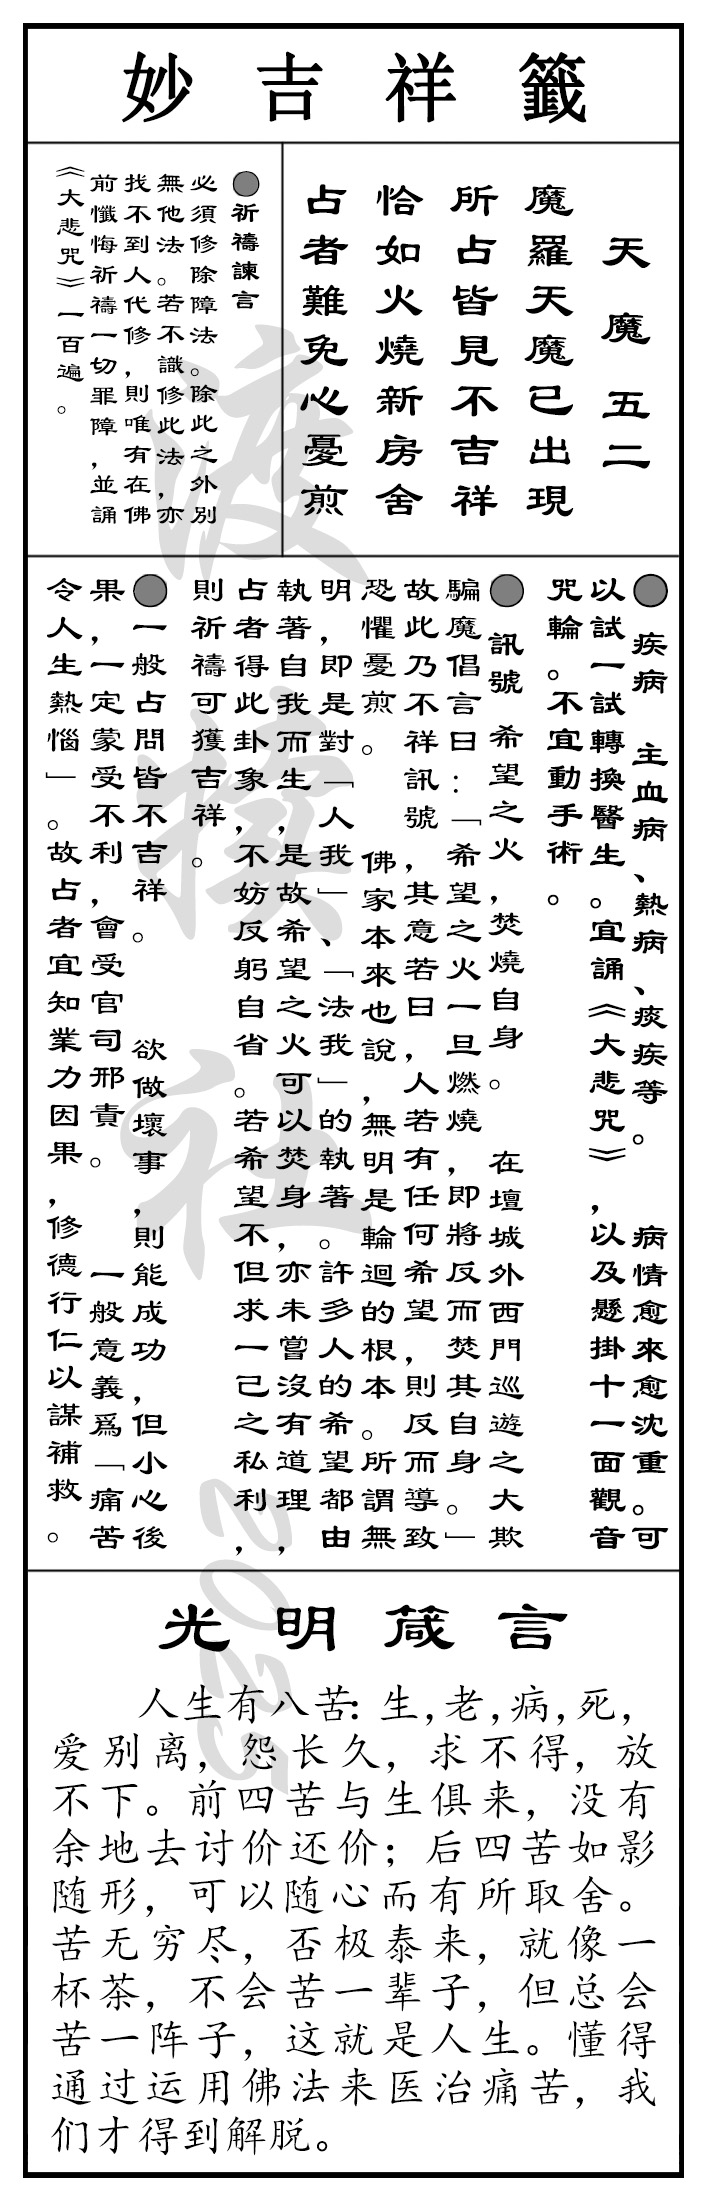 妙吉祥籤
天魔 五二
魔羅天魔已出現
所占皆見不吉祥
恰如火燒新房舍
占者難免心憂煎
●祈禱諫言
必須修除障法。除此之外別
無他法。若不識修此法,亦
找不到人代修,則唯有在佛
前懺悔祈禱一切罪障,並誦
《大悲咒》一百遍。
● 疾病 主血病、熱病、痰疾等。 病情愈來愈沈重。可
以試一試轉換醫生。宜誦《大悲咒》,以及懸掛十一面觀音
咒輪。不宜動手術。
● 訊號 希望之火,焚燒自身。 在壇城外西門巡遊之大欺
騙魔倡言曰:「希望之火一旦燃燒,即將反而焚其自身。」
故此乃不祥訊號,其意若曰,人若有任何希望,則反而導致
恐懼憂煎。 佛家本來也說,無明是輪迴的根本。所謂無
明,即是對「人我」、「法我」的執著。許多人的希望都由
執著自我而生,是故希望之火可以焚身,亦未嘗沒有道理,
占者得此卦象,不妨反躬自省。若希望不但求一己之私利,
則祈禱可獲吉祥。
● 一般占問皆不吉祥。 欲做壞事,則能成功,但小心後
果,一定蒙受不利,會受官司邢責。 一般意義爲「痛苦
令人生熱惱」。故占者宜知業力因果,修德行仁以謀補救。
光明箴言
人生有八苦:生,老,病,死,
爱别离,怨长久,求不得,放
不下。前四苦与生俱来,没有
余地去讨价还价;后四苦如影
随形,可以随心而有所取舍。
苦无穷尽,否极泰来,就像一
杯茶,不会苦一辈子,但总会
苦一阵子,这就是人生。懂得
通过运用佛法来医治痛苦,我
们才得到解脱。
渡
社
2025